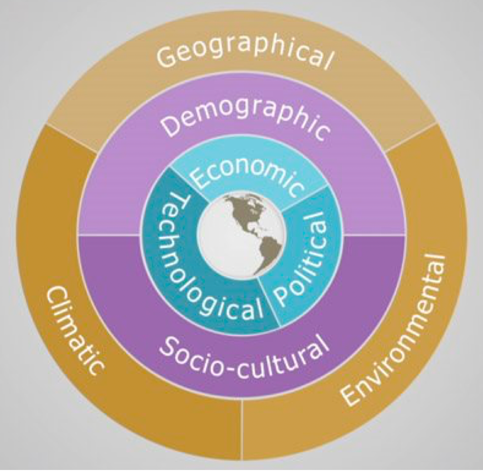 Geographical
Demographic
Economic
Technological
Political
Socio-cultural
Climatic
Environmental